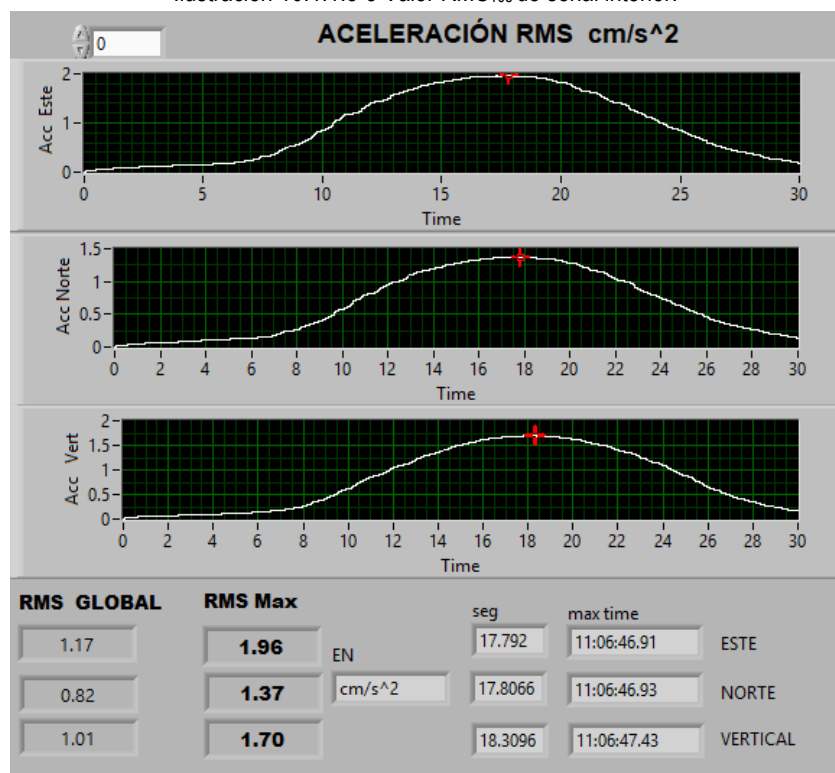 0
ACELERACIÓN RMS cm/s^2
2
1
0
Acc Este
0 5 10 15 20 25 30
Time
1.5
1
0.5
0
Acc Norte
0 2 4 6 8 10 12 14 16 18 20 22 24 26 28 30
Time
2
1.5
1
0.5
0
Acc Vert
0 2 4 6 8 10 12 14 16 18 20 22 24 26 28 30
Time
RMS GLOBAL RMS Max seg max time
1.17 1.96 EN 17.792 11:06:46.91 ESTE
0.82 1.37 cm/s^2 17.8066 11:06:46.93 NORTE
1.01 1.70 18.3096 11:06:47.43 VERTICAL